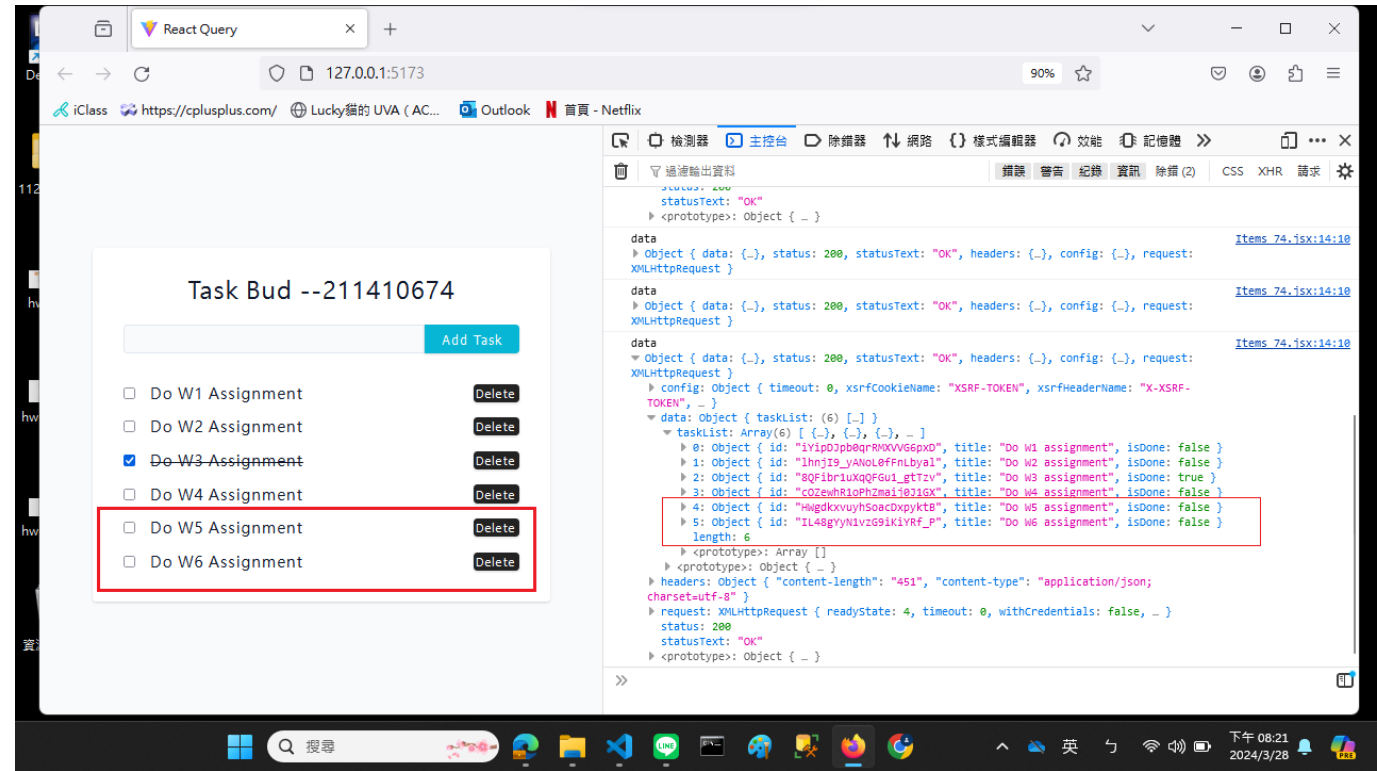 React Query
127.0.0.1:5173
90%
iClass
https://cplusplus.com/
Lucky貓的 UVA ( AC...
Outlook
首頁 - Netflix
112
hw
hw
Task Bud --211410674
Add Task
Do W1 Assignment Delete
Do W2 Assignment Delete
Do W3 Assignment Delete
Do W4 Assignment Delete
Do W5 Assignment Delete
Do W6 Assignment Delete
檢測器 主控台 除錯器 網路 樣式編輯器 效能 記憶體
過濾輸出資料 錯誤 警告 紀錄 資訊 除錯 (2) CSS XHR 請求
status: 200
statusText: "OK"
<prototype>: Object { … }
data Items 74.jsx:14:10
Object { data: {…}, status: 200, statusText: "OK", headers: {…}, config: {…}, request:
XMLHttpRequest }
data Items 74.jsx:14:10
Object { data: {…}, status: 200, statusText: "OK", headers: {…}, config: {…}, request:
XMLHttpRequest }
data Items 74.jsx:14:10
Object { data: {…}, status: 200, statusText: "OK", headers: {…}, config: {…}, request:
XMLHttpRequest }
config: Object { timeout: 0, xsrfCookieName: "XSRF-TOKEN", xsrfHeaderName: "X-XSRF-
TOKEN", … }
data: Object { taskList: (6) […] }
taskList: Array(6) [ {…}, {…}, {…}, … ]
0: Object { id: "iYipDJpb0qrRMXVVG6pxD", title: "Do W1 assignment", isDone: false }
1: Object { id: "lhnjI9_yANoL0fFnLbyal", title: "Do W2 assignment", isDone: false }
2: Object { id: "8QFibr1uXqQFGu1_gtTzv", title: "Do W3 assignment", isDone: true }
3: Object { id: "cOZewhR1oPhZmaij0J1GX", title: "Do W4 assignment", isDone: false }
4: Object { id: "HWgdkxvuyhSoacDxpyktB", title: "Do W5 assignment", isDone: false }
5: Object { id: "IL48gYyN1vzG9iKiYRf_P", title: "Do W6 assignment", isDone: false }
length: 6
<prototype>: Array []
<prototype>: Object { … }
headers: Object { "content-length": "451", "content-type": "application/json;
charset=utf-8" }
request: XMLHttpRequest { readyState: 4, timeout: 0, withCredentials: false, … }
status: 200
statusText: "OK"
<prototype>: Object { … }
搜尋
LINE
PRE
英
下午 08:21
2024/3/28